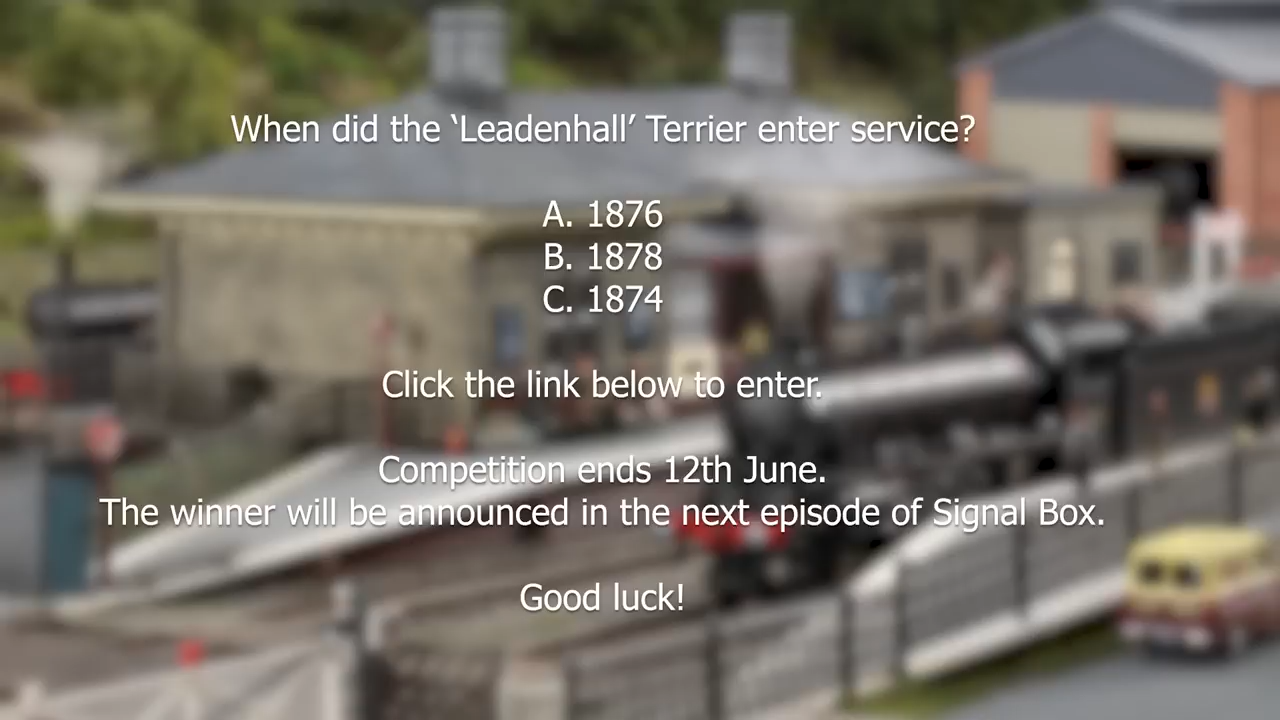 When did the ‘Leadenhall’ Terrier enter service?
A. 1876
B. 1878
C. 1874
Click the link below to enter.
Competition ends 12th June.
The winner will be announced in the next episode of Signal Box.
Good luck!